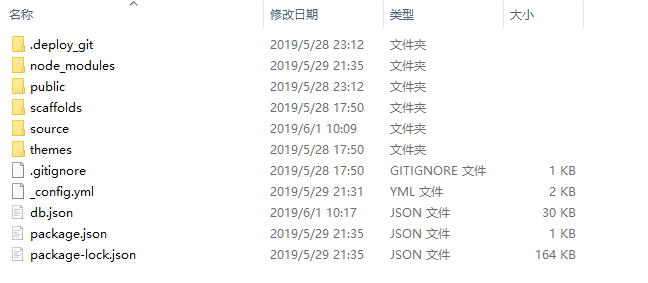 名称 修改日期 类型 大小
.deploy_git 2019/5/28 23:12 文件夹
node_modules 2019/5/29 21:35 文件夹
public 2019/5/28 23:12 文件夹
scaffolds 2019/5/28 17:50 文件夹
source 2019/6/1 10:09 文件夹
themes 2019/5/28 17:50 文件夹
.gitignore 2019/5/28 17:50 GITIGNORE 文件 1 KB
_config.yml 2019/5/29 21:31 YML 文件 2 KB
db.json 2019/6/1 10:17 JSON 文件 30 KB
package.json 2019/5/29 21:35 JSON 文件 1 KB
package-lock.json 2019/5/29 21:35 JSON 文件 164 KB